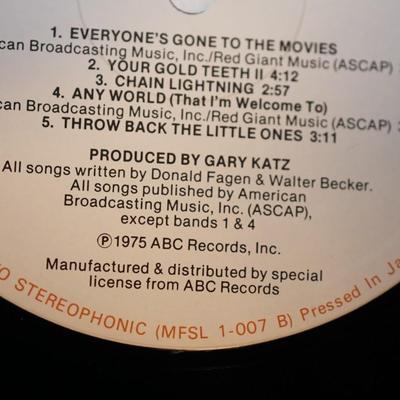 1. EVERYONE'S GONE TO THE MOVIES
can Broadcasting Music, Inc./Red Giant Music (ASCAP)
2. YOUR GOLD TEETH II 4:12
3. CHAIN LIGHTNING 2:57
4. ANY WORLD (That I'm Welcome To)
can Broadcasting Music, Inc./Red Giant Music (ASCAP)
5. THROW BACK THE LITTLE ONES 3:11
PRODUCED BY GARY KATZ
All songs written by Donald Fagen & Walter Becker.
All songs published by American
Broadcasting Music, Inc. (ASCAP),
except bands 1 & 4
Ⓟ1975 ABC Records, Inc.
Manufactured & distributed by special
license from ABC Records
O STEREOPHONIC (MFSL 1-007 B) Pressed In Ja